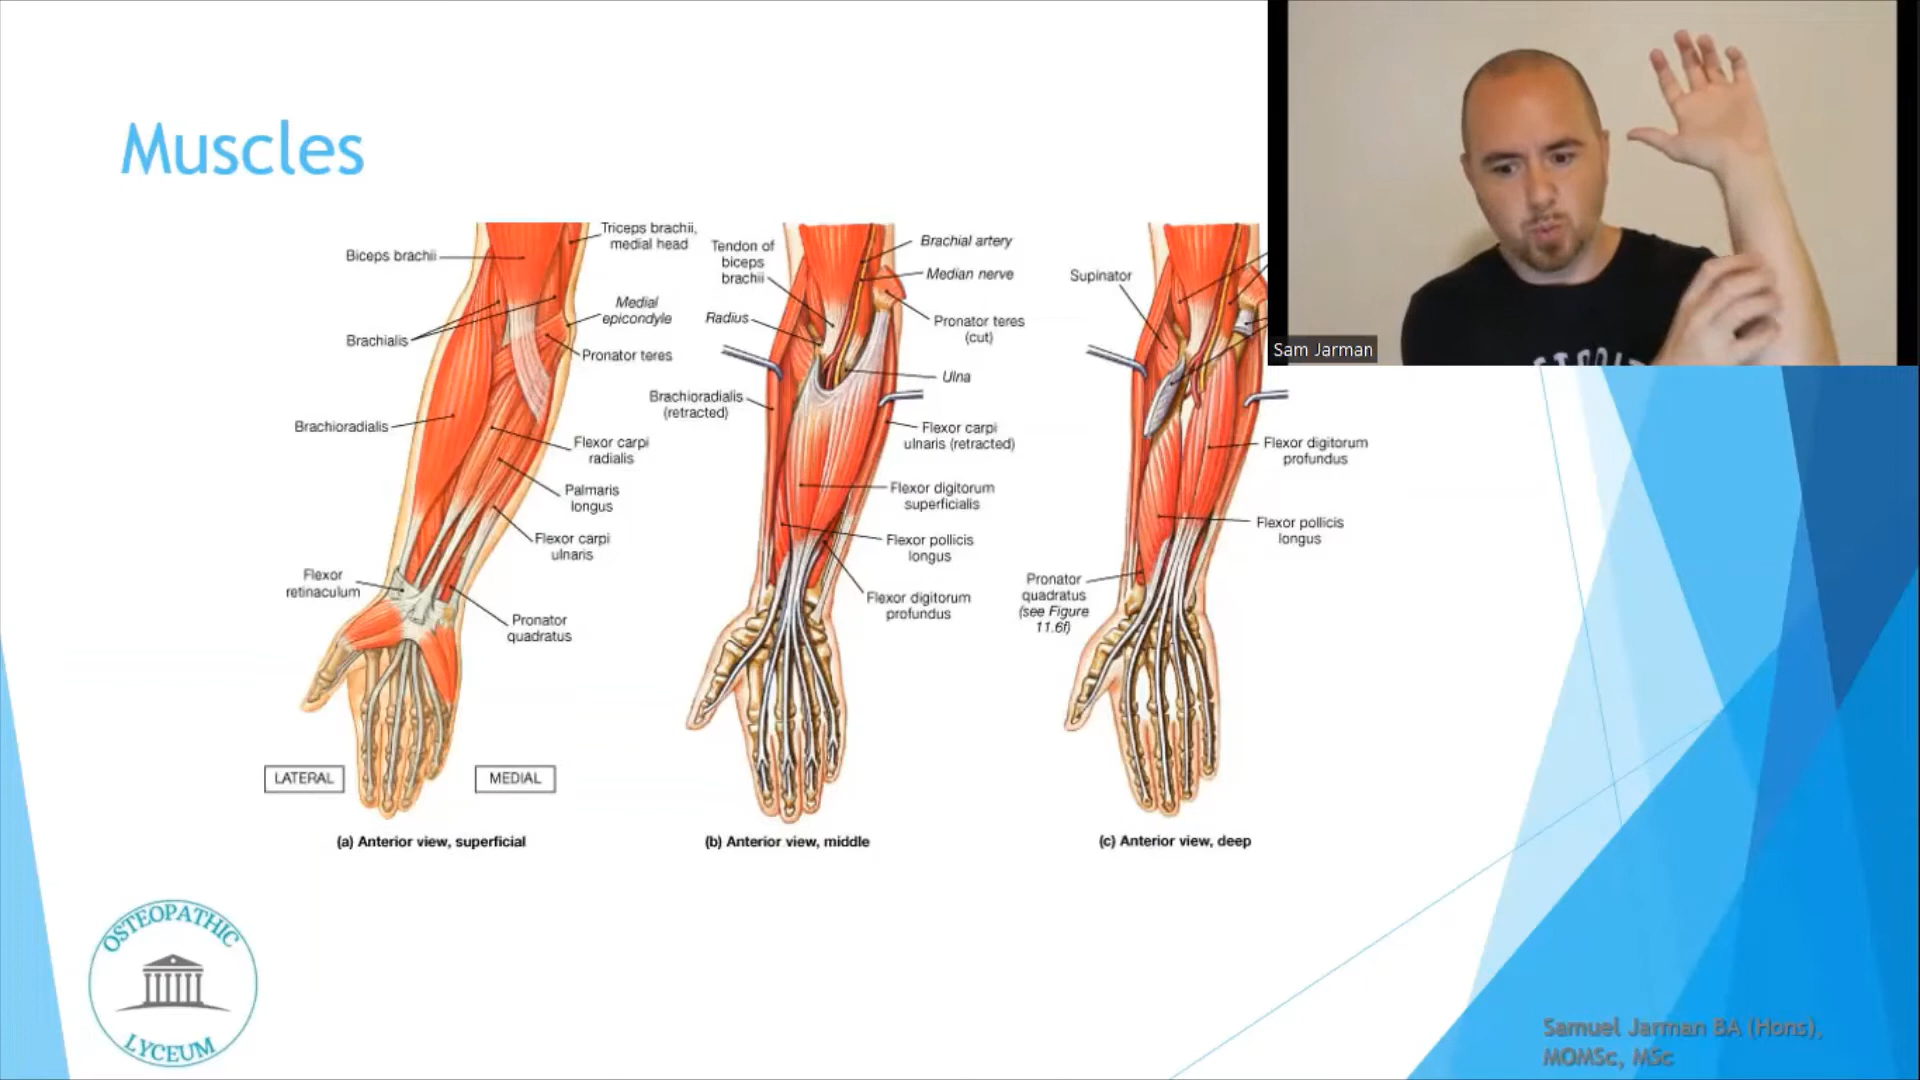 Muscles
Triceps brachii,
medial head
Biceps brachii
Medial
epicondyle
Brachialis
Pronator teres
Brachioradialis
Flexor carpi
radialis
Palmaris
longus
Flexor carpi
ulnaris
Flexor
retinaculum
Pronator
quadratus
LATERAL
MEDIAL
(a) Anterior view, superficial
Tendon of
biceps
brachii
Brachial artery
Median nerve
Radius
Pronator teres
(cut)
Ulna
Brachioradialis
(retracted)
Flexor carpi
ulnaris (retracted)
Flexor digitorum
superficialis
Flexor pollicis
longus
Flexor digitorum
profundus
(b) Anterior view, middle
Supinator
Flexor digitorum
profundus
Flexor pollicis
longus
Pronator
quadratus
(see Figure
11.6f)
(c) Anterior view, deep
Sam Jarman
OSTEOPATHIC
LYCEUM
Samuel Jarman BA (Hons),
MOMSc, MSc